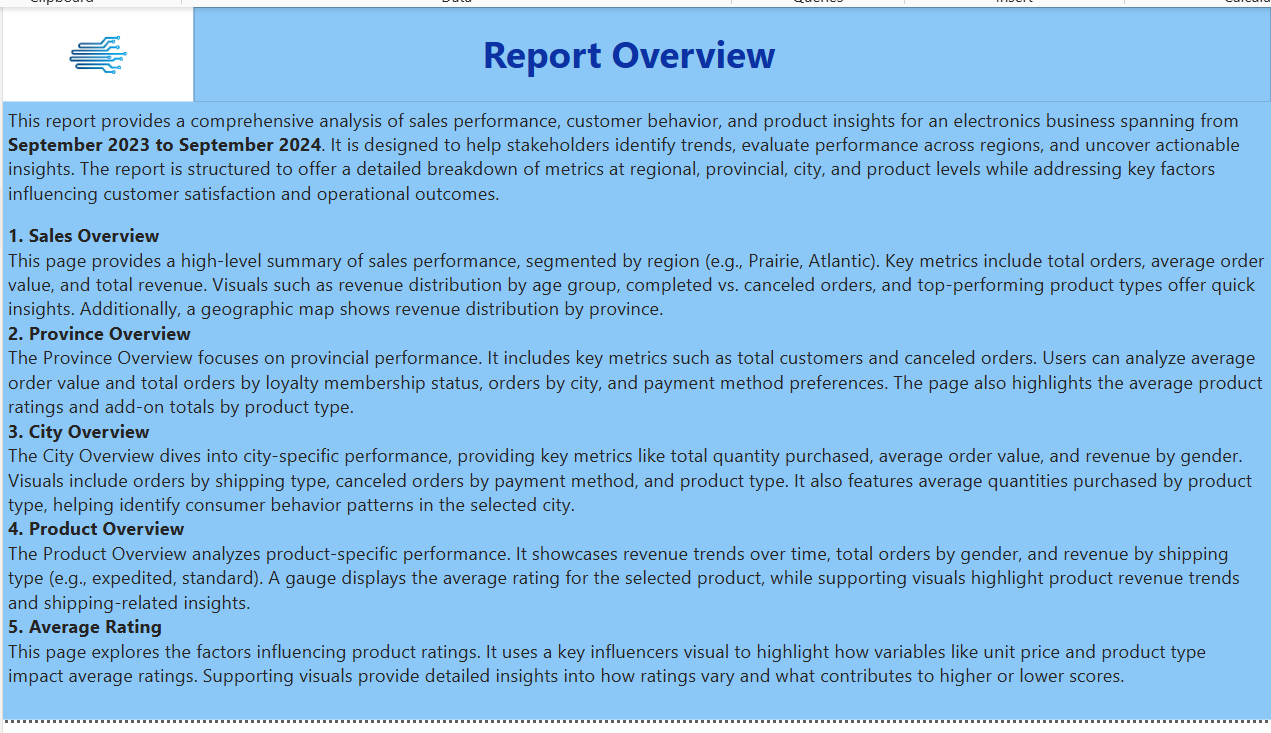 Clipboard
Data
Queries
Insert
Report Overview
This report provides a comprehensive analysis of sales performance, customer behavior, and product insights for an electronics business spanning from
September 2023 to September 2024. It is designed to help stakeholders identify trends, evaluate performance across regions, and uncover actionable
insights. The report is structured to offer a detailed breakdown of metrics at regional, provincial, city, and product levels while addressing key factors
influencing customer satisfaction and operational outcomes.
1. Sales Overview
This page provides a high-level summary of sales performance, segmented by region (e.g., Prairie, Atlantic). Key metrics include total orders, average order
value, and total revenue. Visuals such as revenue distribution by age group, completed vs. canceled orders, and top-performing product types offer quick
insights. Additionally, a geographic map shows revenue distribution by province.
2. Province Overview
The Province Overview focuses on provincial performance. It includes key metrics such as total customers and canceled orders. Users can analyze average
order value and total orders by loyalty membership status, orders by city, and payment method preferences. The page also highlights the average product
ratings and add-on totals by product type.
3. City Overview
The City Overview dives into city-specific performance, providing key metrics like total quantity purchased, average order value, and revenue by gender.
Visuals include orders by shipping type, canceled orders by payment method, and product type. It also features average quantities purchased by product
type, helping identify consumer behavior patterns in the selected city.
4. Product Overview
The Product Overview analyzes product-specific performance. It showcases revenue trends over time, total orders by gender, and revenue by shipping
type (e.g., expedited, standard). A gauge displays the average rating for the selected product, while supporting visuals highlight product revenue trends
and shipping-related insights.
5. Average Rating
This page explores the factors influencing product ratings. It uses a key influencers visual to highlight how variables like unit price and product type
impact average ratings. Supporting visuals provide detailed insights into how ratings vary and what contributes to higher or lower scores.